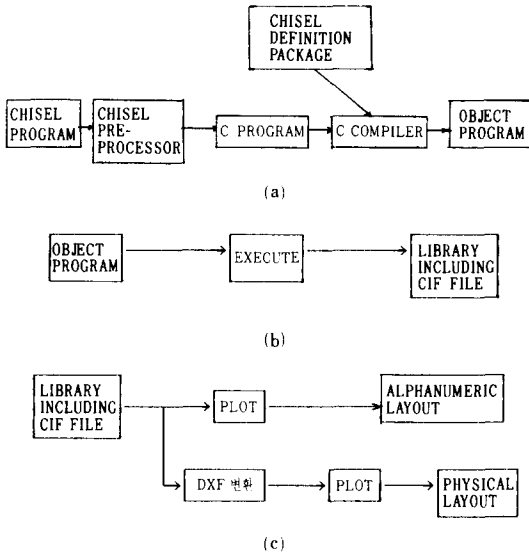 CHISEL
DEFINITION
PACKAGE
CHISEL
PROGRAM
CHISEL
PRE-
PROCESSOR
C PROGRAM
C COMPILER
OBJECT
PROGRAM
(a)
OBJECT
PROGRAM
EXECUTE
LIBRARY
INCLUDING
CIF FILE
(b)
LIBRARY
INCLUDING
CIF FILE
PLOT
ALPHANUMERIC
LAYOUT
DXF 변환
PLOT
PHYSICAL
LAYOUT
(c)